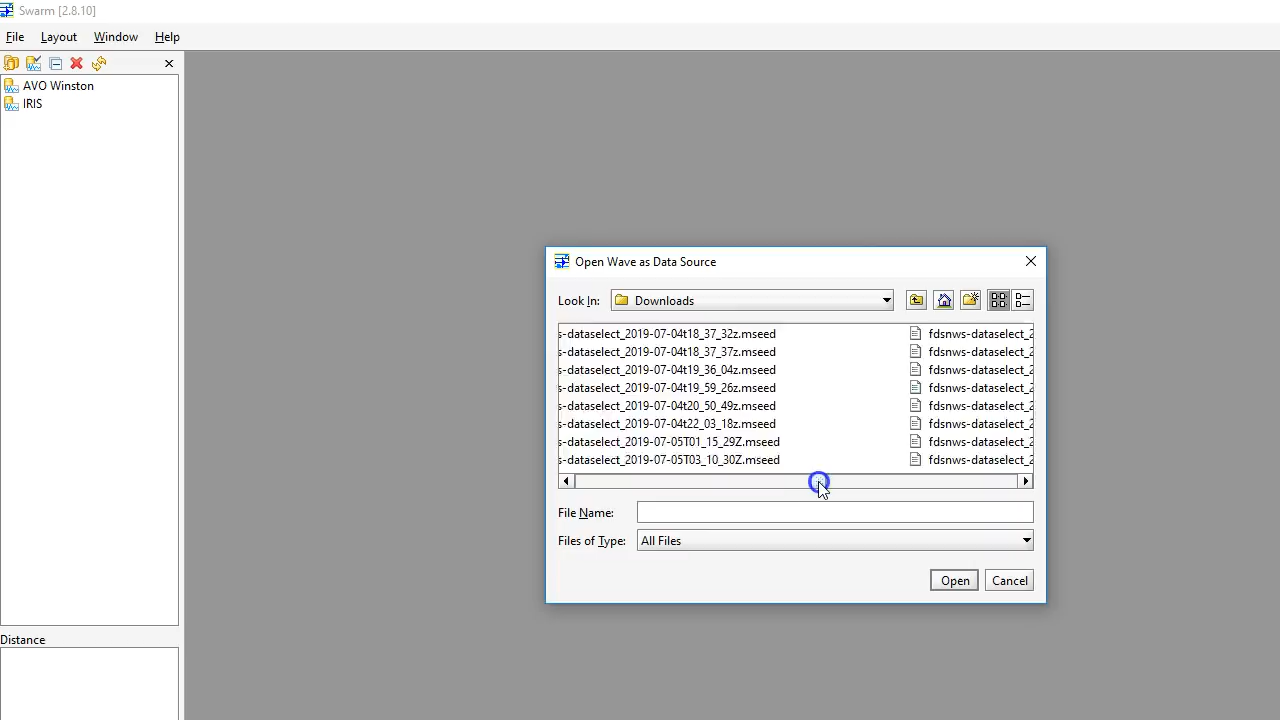 Swarm [2.8.10]
File Layout Window Help
AVO Winston
IRIS
Distance
Open Wave as Data Source
Look In: Downloads
s-dataselect_2019-07-04t18_37_32z.mseed fdsnws-dataselect_2
s-dataselect_2019-07-04t18_37_37z.mseed fdsnws-dataselect_2
s-dataselect_2019-07-04t19_36_04z.mseed fdsnws-dataselect_2
s-dataselect_2019-07-04t19_59_26z.mseed fdsnws-dataselect_2
s-dataselect_2019-07-04t20_50_49z.mseed fdsnws-dataselect_2
s-dataselect_2019-07-04t22_03_18z.mseed fdsnws-dataselect_2
s-dataselect_2019-07-05T01_15_29Z.mseed fdsnws-dataselect_2
s-dataselect_2019-07-05T03_10_30Z.mseed fdsnws-dataselect_2
File Name:
Files of Type: All Files
Open Cancel